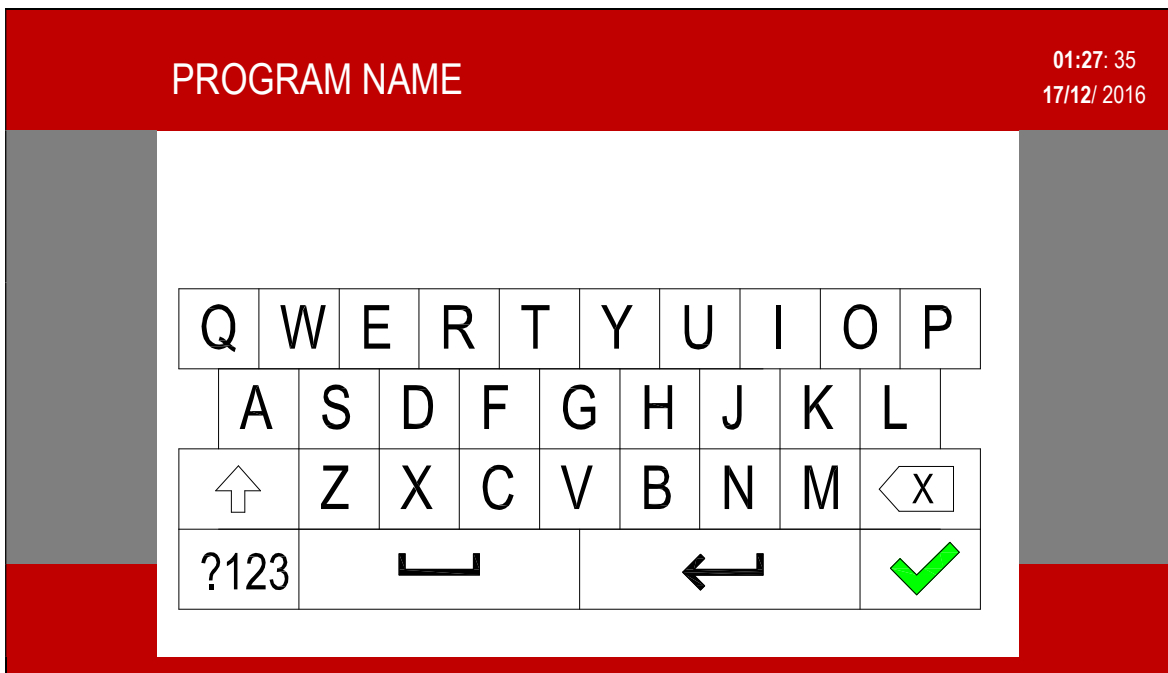 PROGRAM NAME
01:27: 35
17/12/ 2016
Q W E R T Y U I O P
A S D F G H J K L
Z X C V B N M X
?123